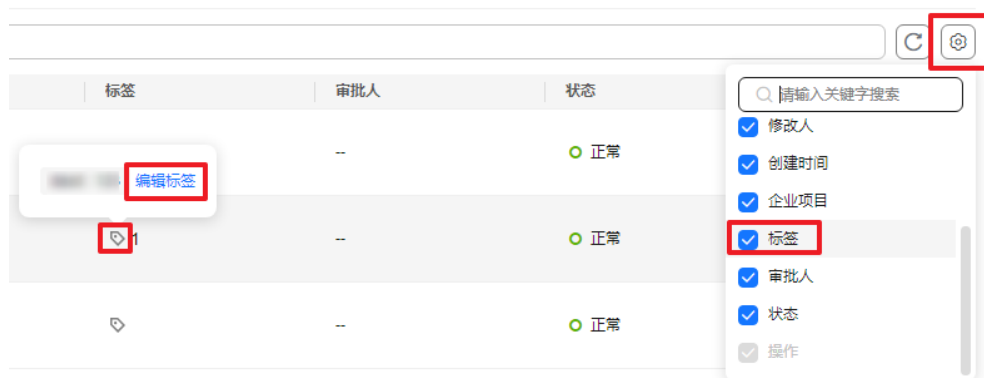 请输入关键字搜索
标签 审批人 状态
修改人
-- 正常
创建时间
编辑标签
企业项目
1 -- 正常
标签
审批人
状态
-- 正常
操作